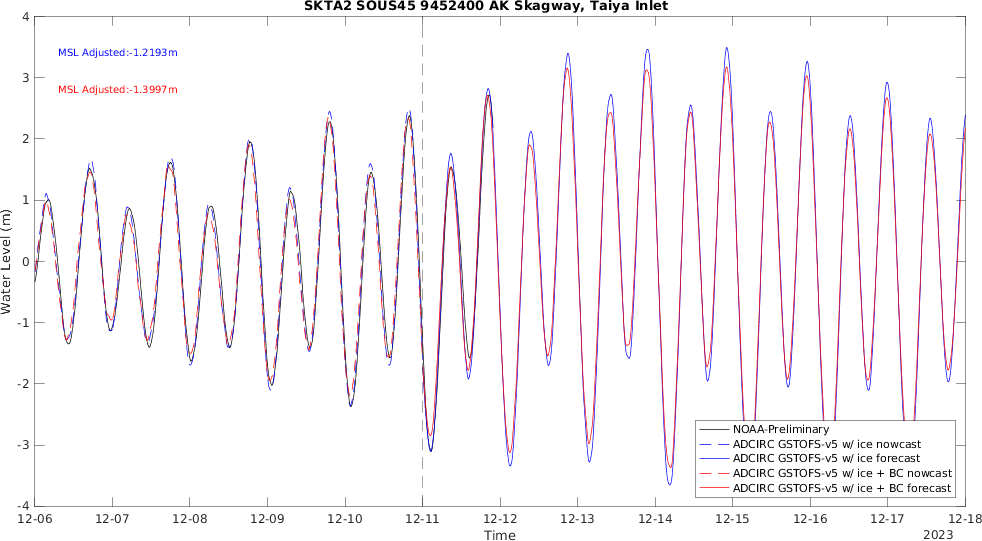 SKTA2 SOUS45 9452400 AK Skagway, Taiya Inlet
MSL Adjusted:-1.2193m
MSL Adjusted:-1.3997m
Water Level (m)
4
3
2
1
0
-1
-2
-3
-4
NOAA-Preliminary
ADCIRC GSTOFS-v5 w/ ice nowcast
ADCIRC GSTOFS-v5 w/ ice forecast
ADCIRC GSTOFS-v5 w/ ice + BC nowcast
ADCIRC GSTOFS-v5 w/ ice + BC forecast
12-06 12-07 12-08 12-09 12-10 12-11 12-12 12-13 12-14 12-15 12-16 12-17 12-18
Time
2023